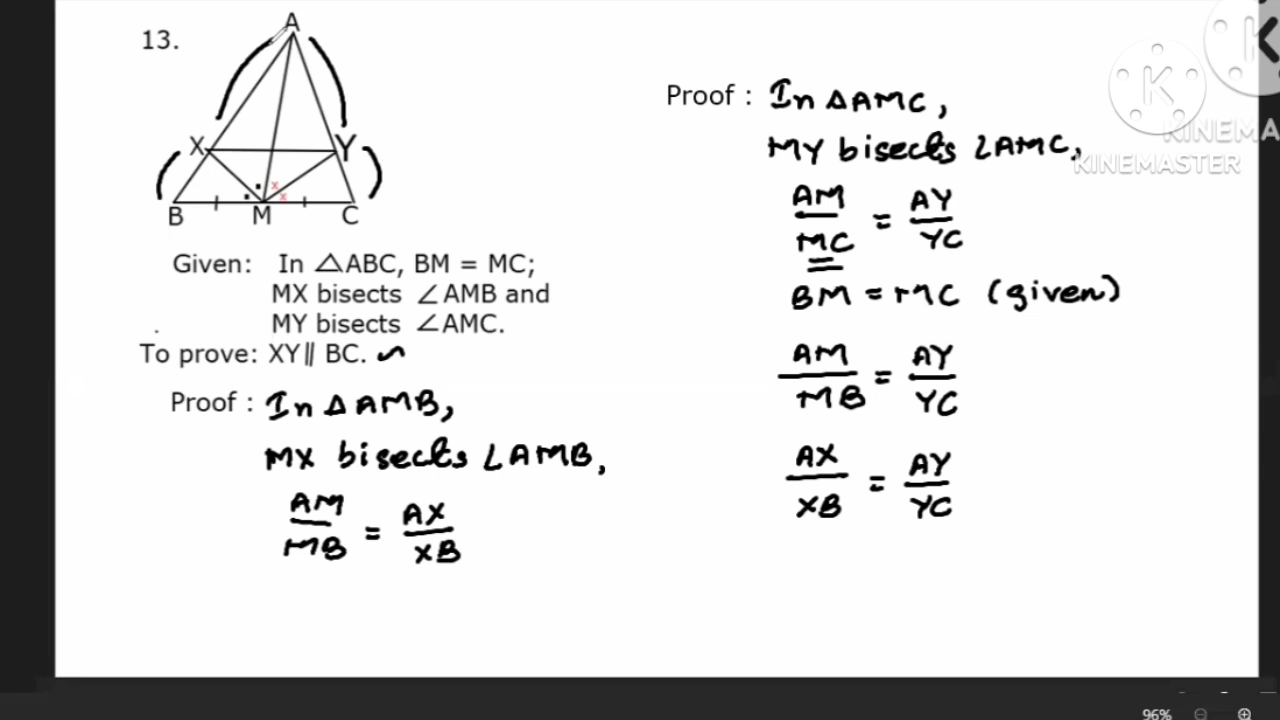 13.
A
X
Y
x
x
B
M
C
Given: In △ABC, BM = MC;
MX bisects ∠AMB and
MY bisects ∠AMC.
To prove: XY∥ BC.
Proof : In △AMB,
MX bisects ∠AMB,
AM/MB = AX/XB
Proof : In △AMC,
MY bisects ∠AMC,
AM/MC = AY/YC
BM = MC (given)
AM/MB = AY/YC
AX/XB = AY/YC
K
K
KINEMA
KINEMASTER
96%